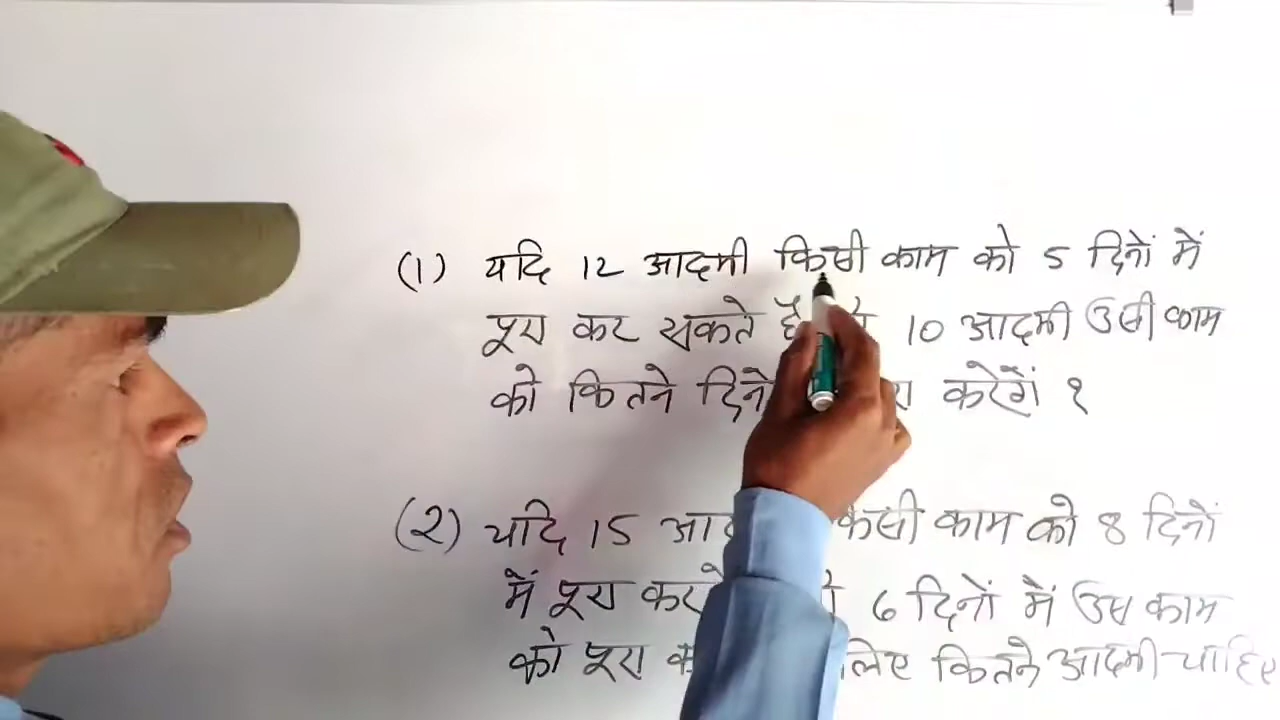 (1) यदि 12 आदमी किसी काम को 5 दिनों में
पूरा कर सकते हैं 10 आदमी उसी काम
को कितने दिनों करेगें ?
(2) यदि 15 किसी काम को 8 दिनों
में पूरा 6 दिनों में उस काम
को पूरा लिए कितने आदमी चाहिए